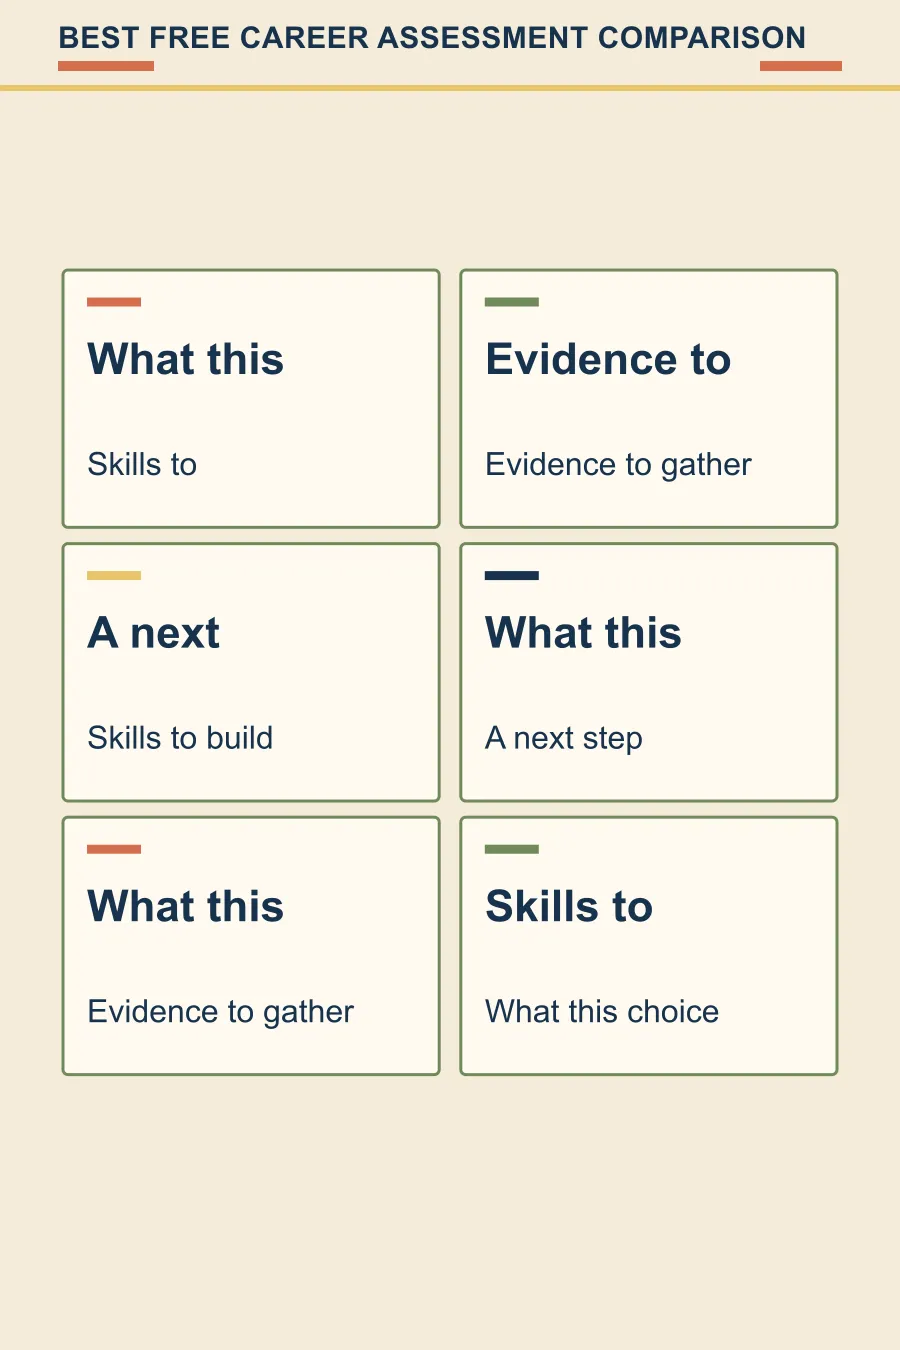 BEST FREE CAREER ASSESSMENT COMPARISON
What this
Skills to
Evidence to
Evidence to gather
A next
Skills to build
What this
A next step
What this
Evidence to gather
Skills to
What this choice